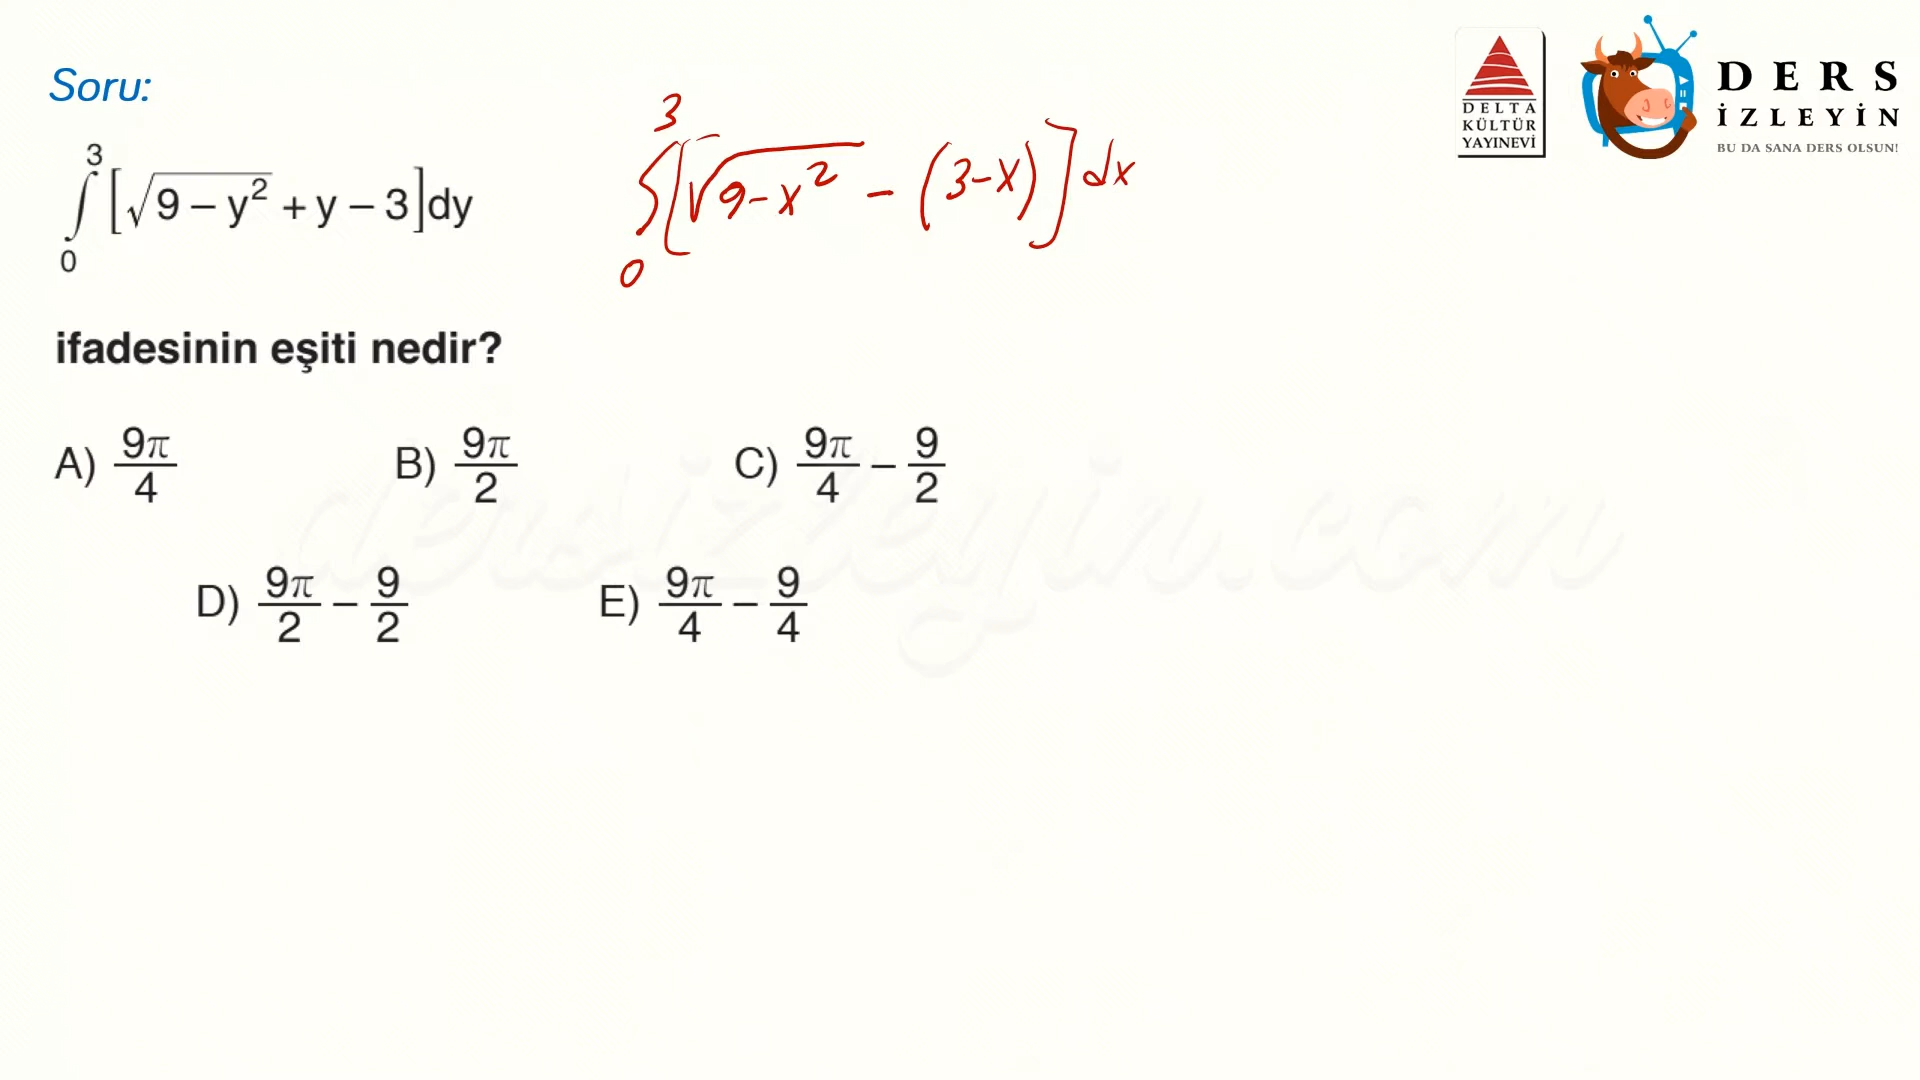 Soru:
∫₀³ [√(9 – y²) + y – 3]dy
∫₀³ [√(9-x²) - (3-x)] dx
ifadesinin eşiti nedir?
A) 9π/4 B) 9π/2 C) 9π/4 – 9/2
D) 9π/2 – 9/2 E) 9π/4 – 9/4
DELTA
KÜLTÜR
YAYINEVİ
DERS
İZLEYİN
BU DA SANA DERS OLSUN!
dersizleyin.com